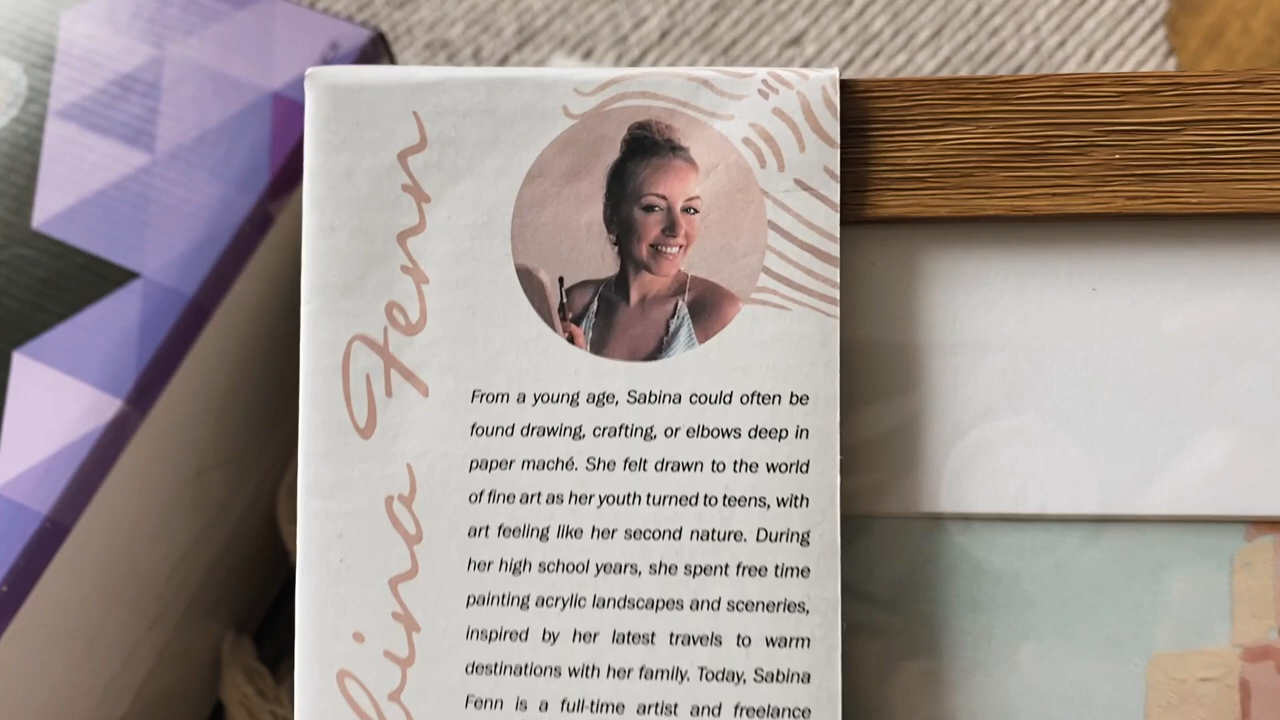 bina Fenn
From a young age, Sabina could often be
found drawing, crafting, or elbows deep in
paper maché. She felt drawn to the world
of fine art as her youth turned to teens, with
art feeling like her second nature. During
her high school years, she spent free time
painting acrylic landscapes and sceneries,
inspired by her latest travels to warm
destinations with her family. Today, Sabina
Fenn is a full-time artist and freelance